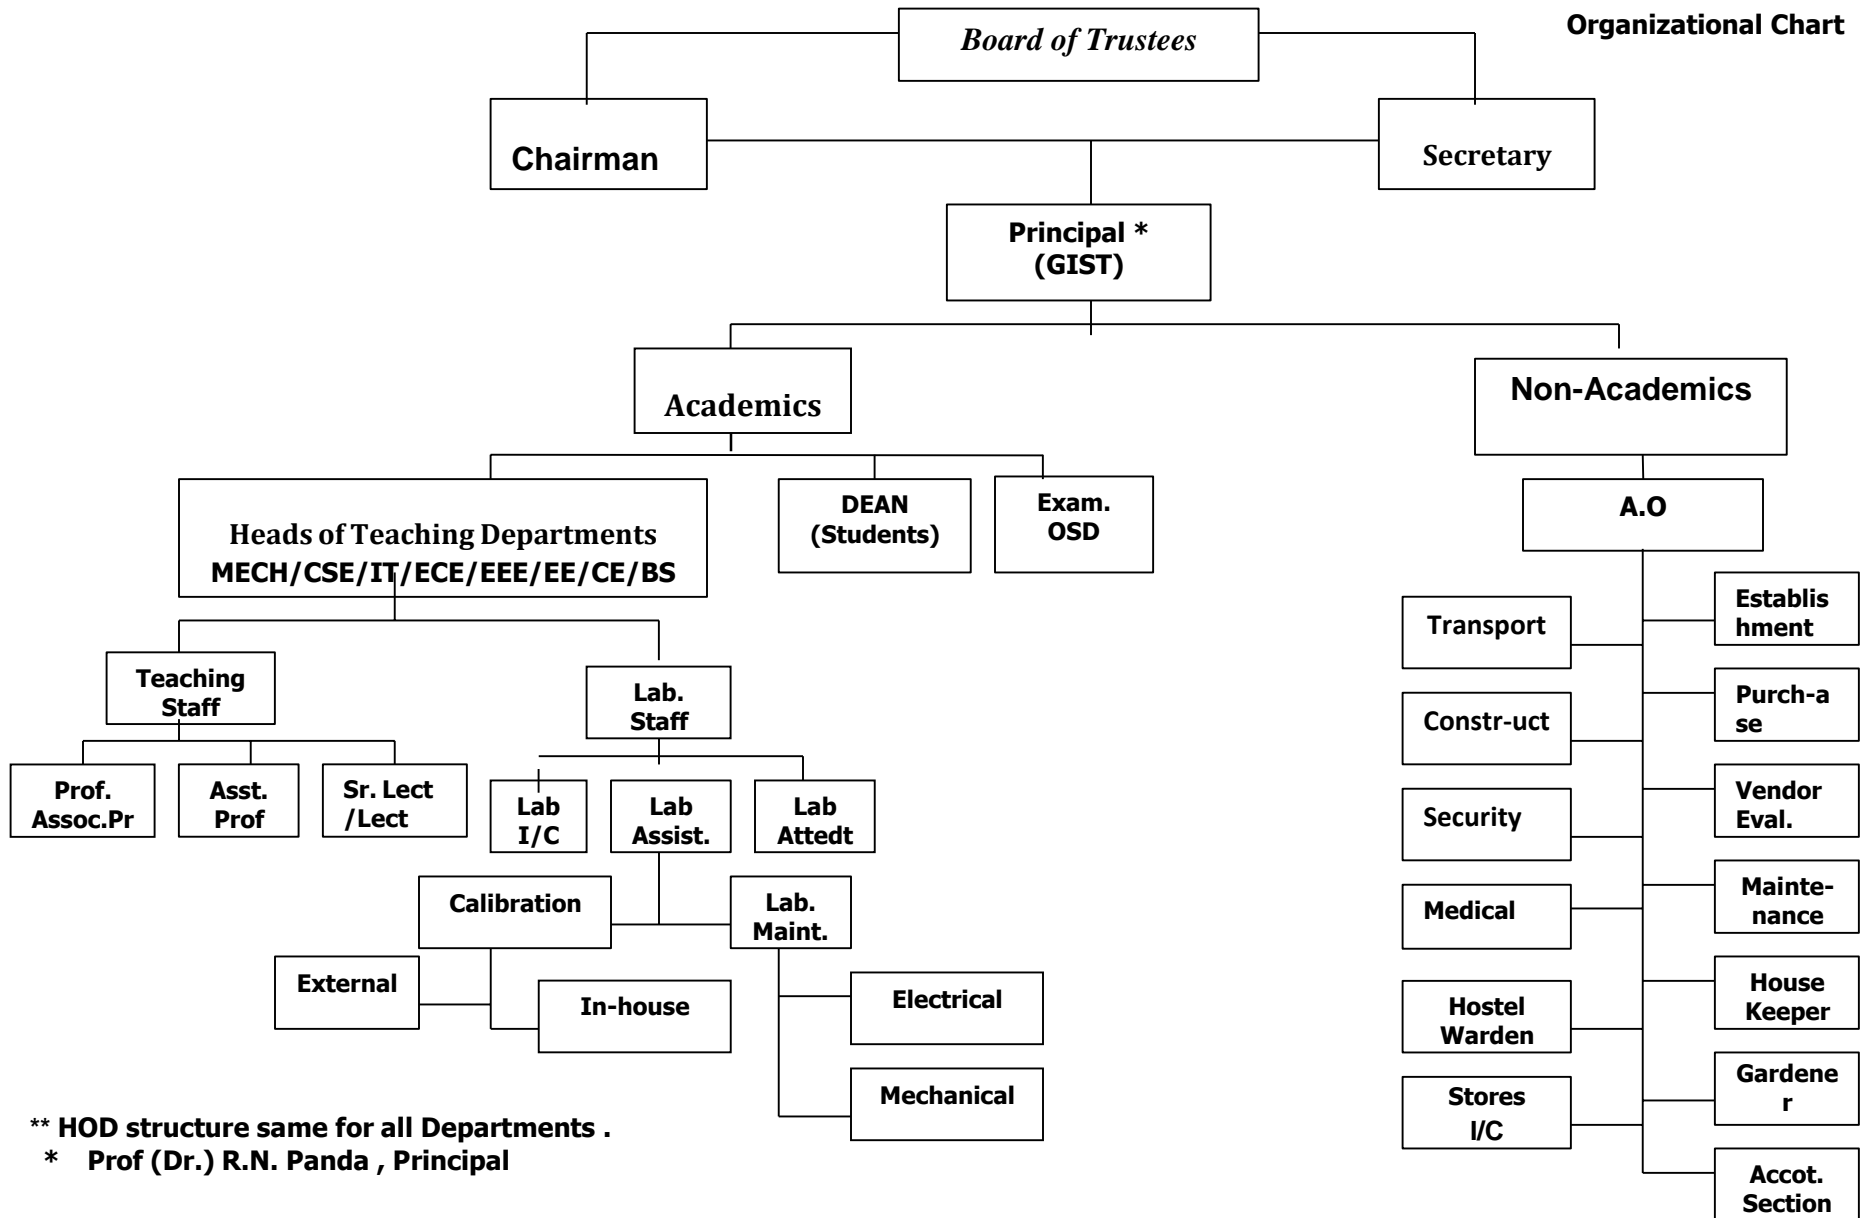 Organizational Chart
Board of Trustees
Chairman
Secretary
Principal *
(GIST)
Academics
Non-Academics
Heads of Teaching Departments
MECH/CSE/IT/ECE/EEE/EE/CE/BS
DEAN
(Students)
Exam.
OSD
A.O
Teaching
Staff
Lab.
Staff
Prof.
Assoc.Pr
Asst.
Prof
Sr. Lect
/Lect
Lab
I/C
Lab
Assist.
Lab
Attedt
Calibration
Lab.
Maint.
External
In-house
Electrical
Mechanical
Transport
Constr-uct
Security
Medical
Hostel
Warden
Stores
I/C
Establis
hment
Purch-a
se
Vendor
Eval.
Mainte-
nance
House
Keeper
Gardene
r
Accot.
Section
** HOD structure same for all Departments .
* Prof (Dr.) R.N. Panda , Principal